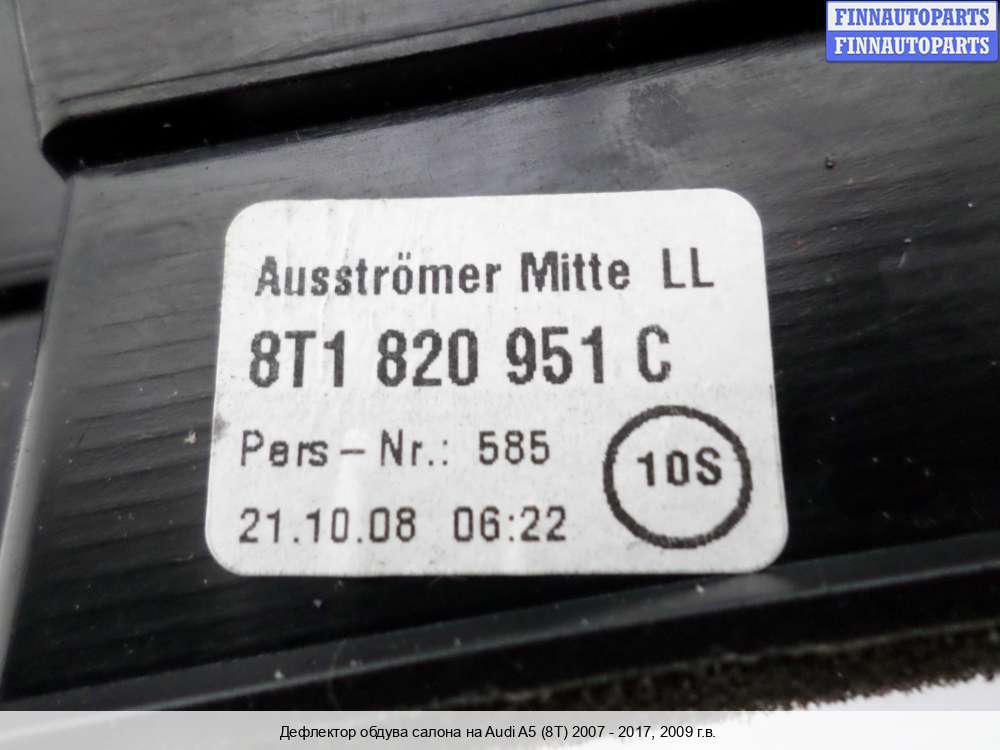 FINNAUTOPARTS
FINNAUTOPARTS
Ausströmer Mitte LL
8T1 820 951 C
Pers-Nr.: 585
10S
21.10.08 06:22
Дефлектор обдува салона на Audi A5 (8T) 2007 - 2017, 2009 г.в.